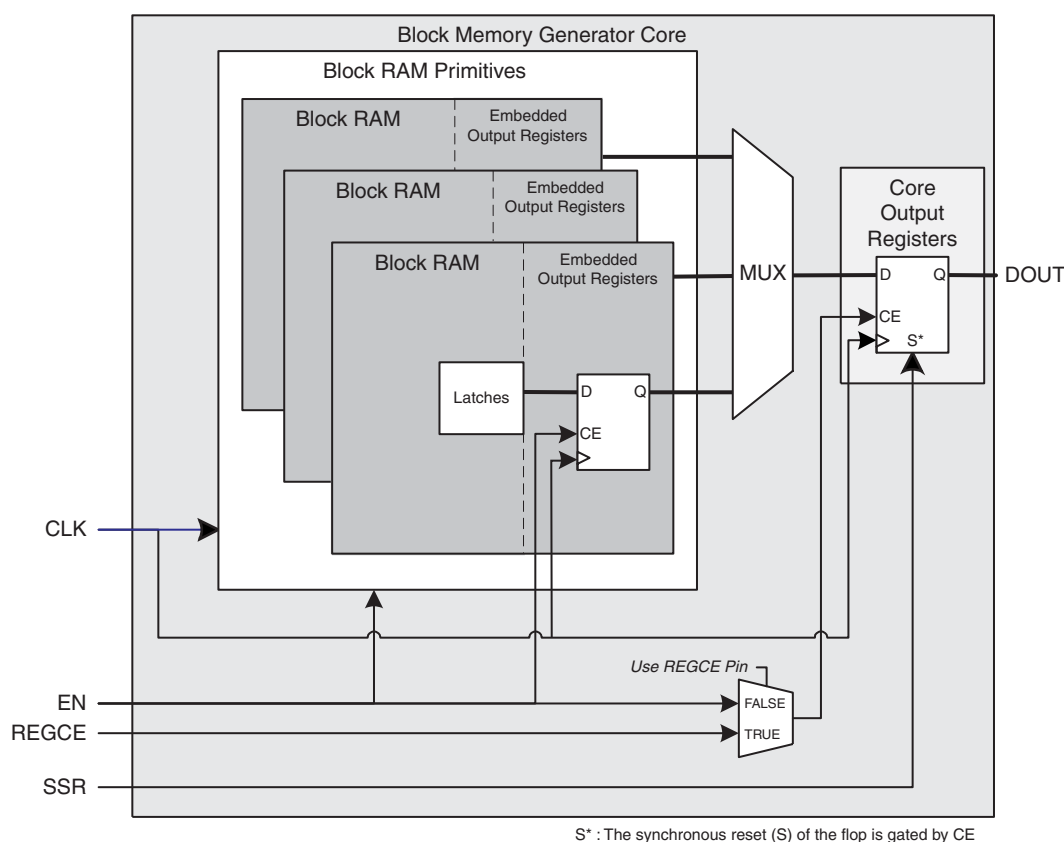 Block Memory Generator Core
Block RAM Primitives
Block RAM
Embedded
Output Registers
Block RAM
Embedded
Output Registers
Block RAM
Embedded
Output Registers
Latches
D
Q
CE
MUX
Core
Output
Registers
D
Q
CE
S*
DOUT
CLK
EN
REGCE
SSR
Use REGCE Pin
FALSE
TRUE
S* : The synchronous reset (S) of the flop is gated by CE